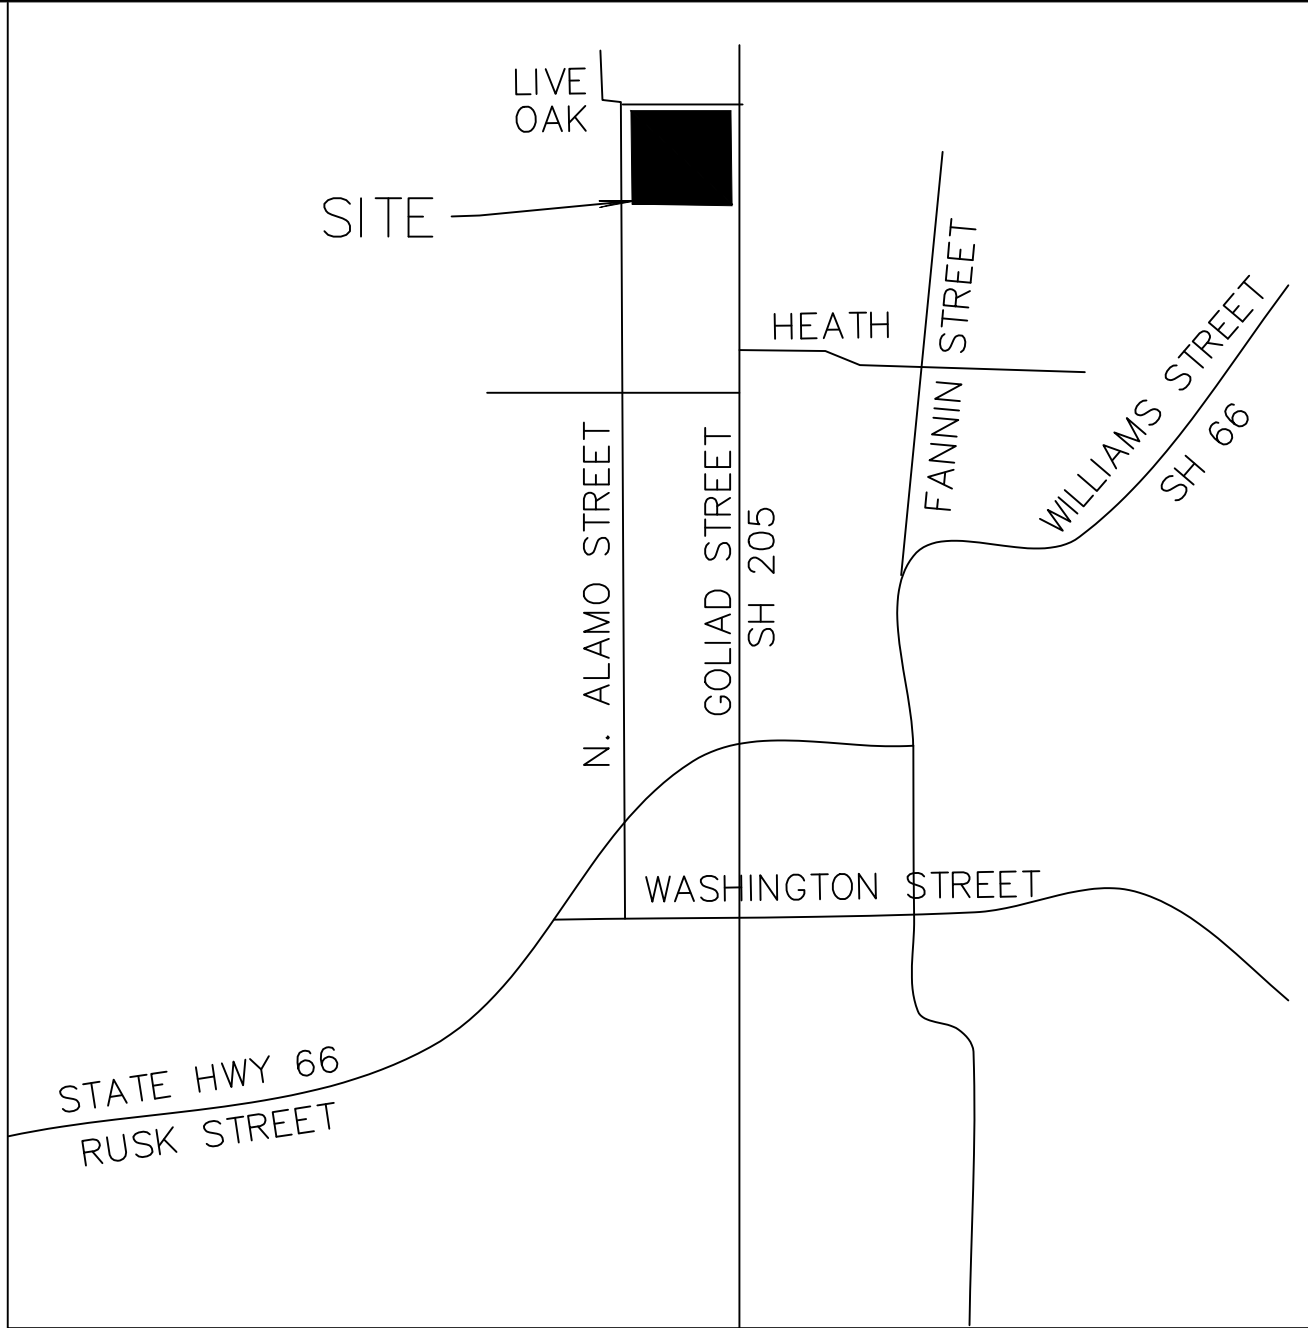 LIVE
OAK
SITE
HEATH
FANNIN STREET
WILLIAMS STREET
SH 66
N. ALAMO STREET
GOLIAD STREET
SH 205
WASHINGTON STREET
STATE HWY 66
RUSK STREET